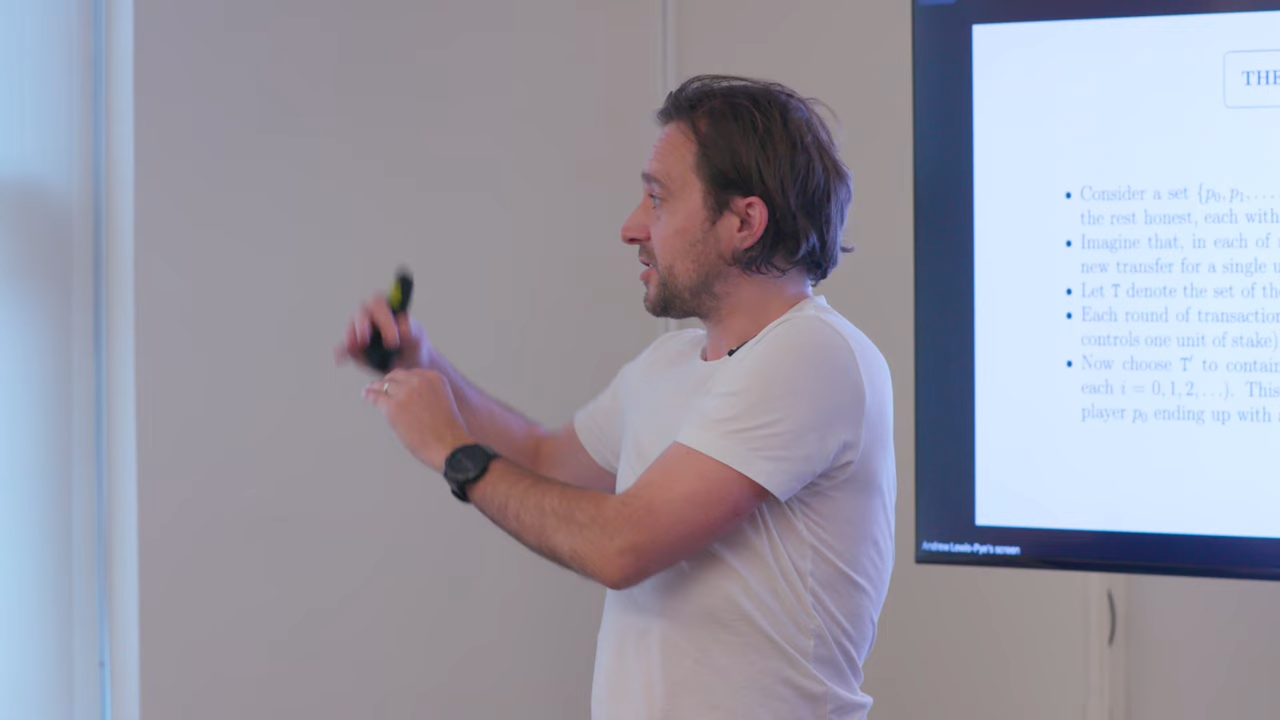 THE
• Consider a set {p₀, p₁, . . .
the rest honest, each with
• Imagine that, in each of
new transfer for a single
• Let T denote the set of the
• Each round of transaction
controls one unit of stake)
• Now choose T′ to contain
each i = 0, 1, 2, . . .). This
player p₀ ending up with
Andrew Lewis-Pye's screen